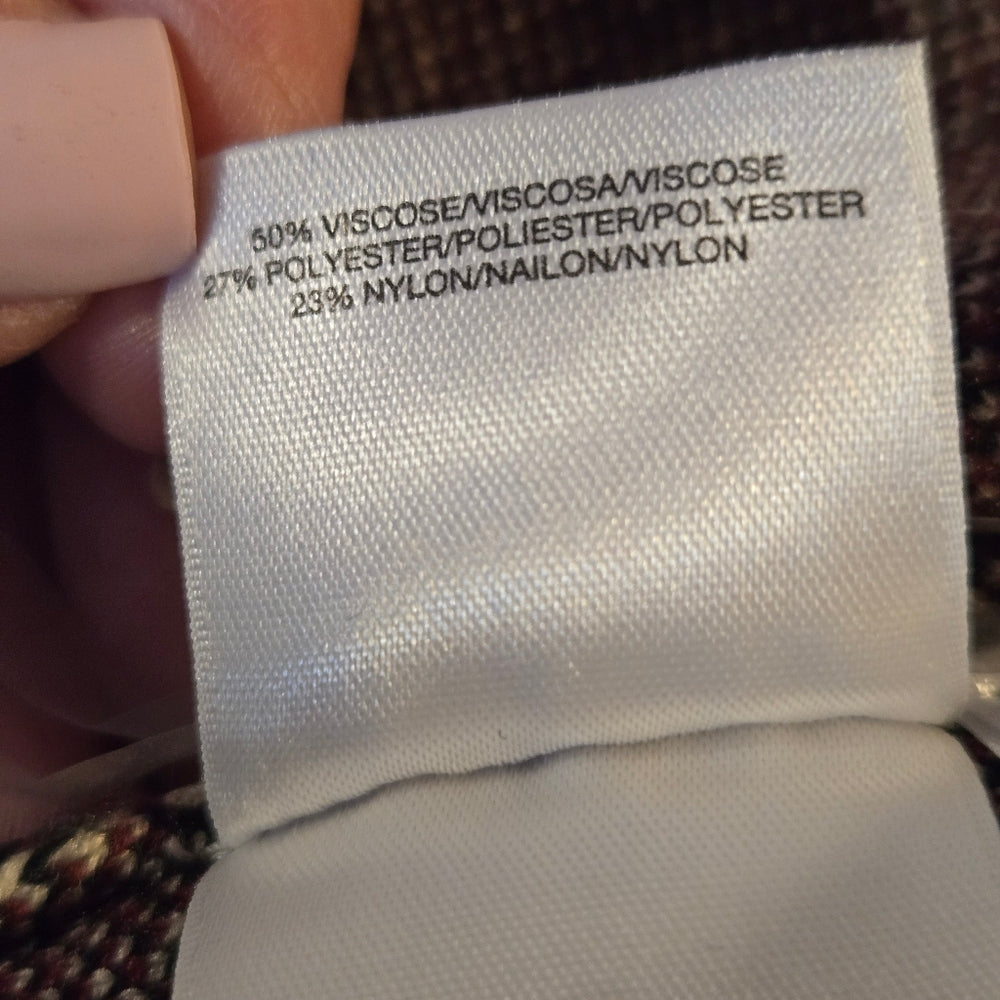 50% VISCOSE/VISCOSA/VISCOSE
27% POLYESTER/POLIESTER/POLYESTER
23% NYLON/NAILON/NYLON